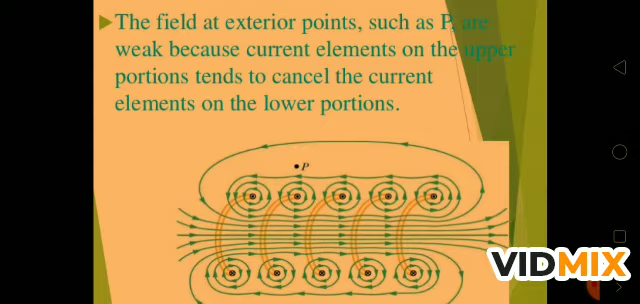 The field at exterior points, such as P, are
weak because current elements on the upper
portions tends to cancel the current
elements on the lower portions.
P
VIDMIX